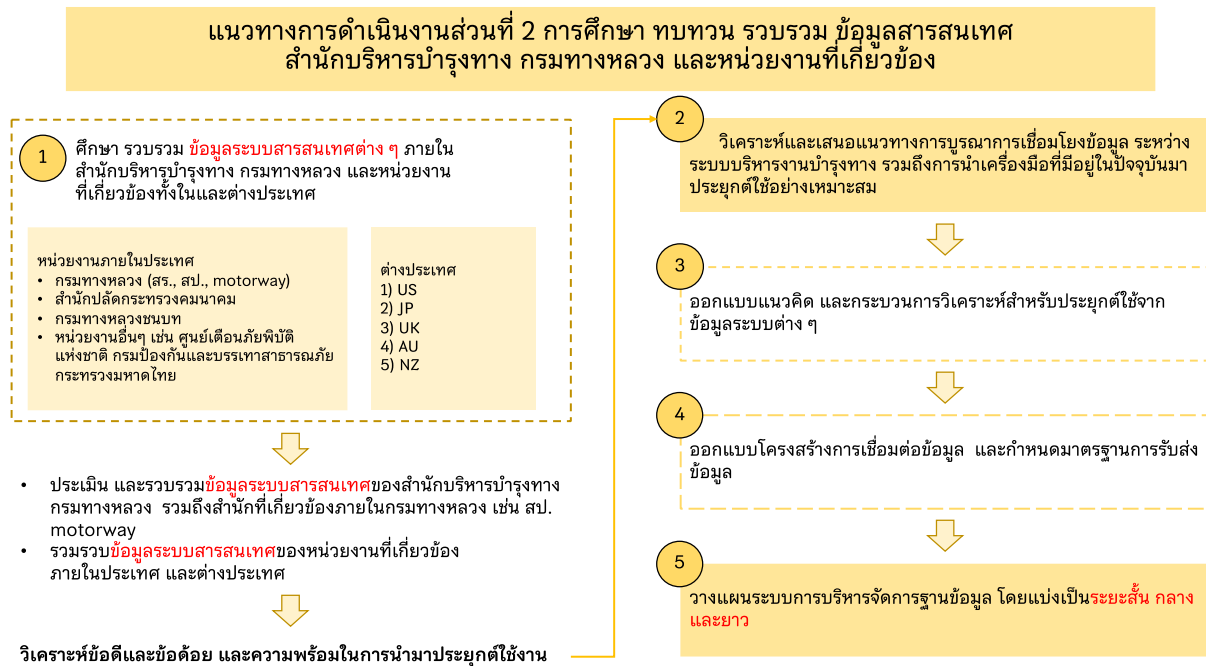 แนวทางการดำเนินงานส่วนที่ 2 การศึกษา ทบทวน รวบรวม ข้อมูลสารสนเทศ
สำนักบริหารบำรุงทาง กรมทางหลวง และหน่วยงานที่เกี่ยวข้อง
1
ศึกษา รวบรวม ข้อมูลระบบสารสนเทศต่าง ๆ ภายใน
สำนักบริหารบำรุงทาง กรมทางหลวง และหน่วยงาน
ที่เกี่ยวข้องทั้งในและต่างประเทศ
หน่วยงานภายในประเทศ
• กรมทางหลวง (สร., สป., motorway)
• สำนักปลัดกระทรวงคมนาคม
• กรมทางหลวงชนบท
• หน่วยงานอื่นๆ เช่น ศูนย์เตือนภัยพิบัติ
แห่งชาติ กรมป้องกันและบรรเทาสาธารณภัย
กระทรวงมหาดไทย
ต่างประเทศ
1) US
2) JP
3) UK
4) AU
5) NZ
• ประเมิน และรวบรวมข้อมูลระบบสารสนเทศของสำนักบริหารบำรุงทาง
กรมทางหลวง รวมถึงสำนักที่เกี่ยวข้องภายในกรมทางหลวง เช่น สป.
motorway
• รวมรวบข้อมูลระบบสารสนเทศของหน่วยงานที่เกี่ยวข้อง
ภายในประเทศ และต่างประเทศ
วิเคราะห์ข้อดีและข้อด้อย และความพร้อมในการนำมาประยุกต์ใช้งาน
2
วิเคราะห์และเสนอแนวทางการบูรณาการเชื่อมโยงข้อมูล ระหว่าง
ระบบบริหารงานบำรุงทาง รวมถึงการนำเครื่องมือที่มีอยู่ในปัจจุบันมา
ประยุกต์ใช้อย่างเหมาะสม
3
ออกแบบแนวคิด และกระบวนการวิเคราะห์สำหรับประยุกต์ใช้จาก
ข้อมูลระบบต่าง ๆ
4
ออกแบบโครงสร้างการเชื่อมต่อข้อมูล และกำหนดมาตรฐานการรับส่ง
ข้อมูล
5
วางแผนระบบการบริหารจัดการฐานข้อมูล โดยแบ่งเป็นระยะสั้น กลาง
และยาว